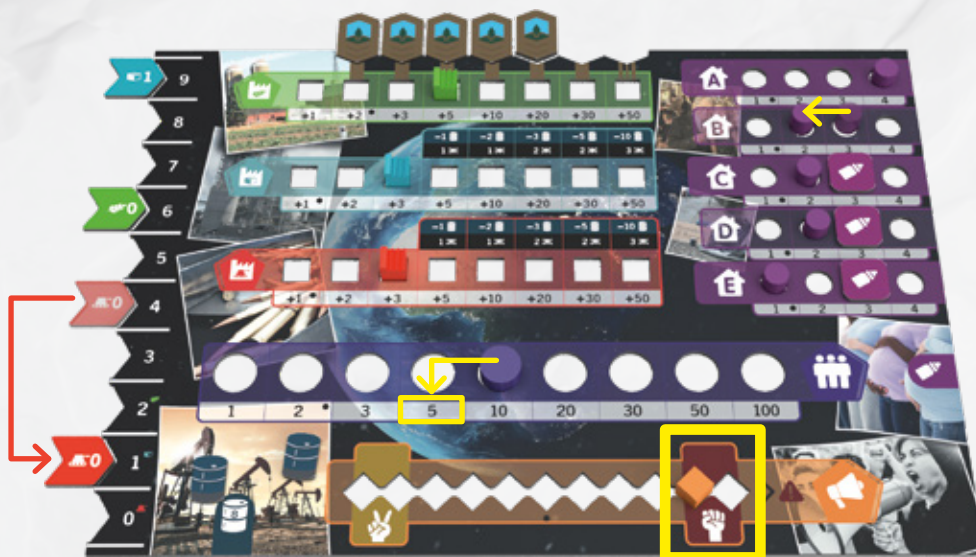 1 9 A
1 2 3 4
+1 +2 +3 +5 +10 +20 +30 +50
8 B
-1 -2 -3 -5 -10
1 1 2 2 3
1 2 3 4
7 C
+1 +2 +3 +5 +10 +20 +30 +50
1 2 3 4
0 6 D
-1 -2 -3 -5 -10
1 1 2 2 3
1 2 3 4
5 E
+1 +2 +3 +5 +10 +20 +30 +50
1 2 3 4
0 4
3
2
1 2 3 5 10 20 30 50 100
0 1
0